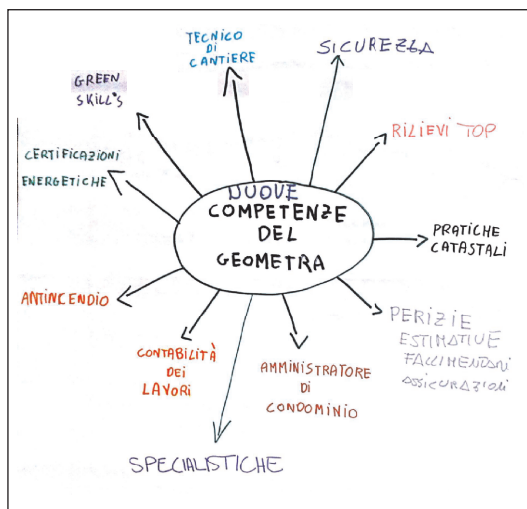 TECNICO
DI
CANTIERE
SICUREZZA
GREEN
SKILL'S
RILIEVI TOP
CERTIFICAZIONI
ENERGETICHE
NUOVE
COMPETENZE
DEL
GEOMETRA
PRATICHE
CATASTALI
ANTINCENDIO
PERIZIE
ESTIMATIVE
FALLIMENTARI
ASSICURAZIONI
CONTABILITÀ
DEI
LAVORI
AMMINISTRATORE
DI
CONDOMINIO
SPECIALISTICHE